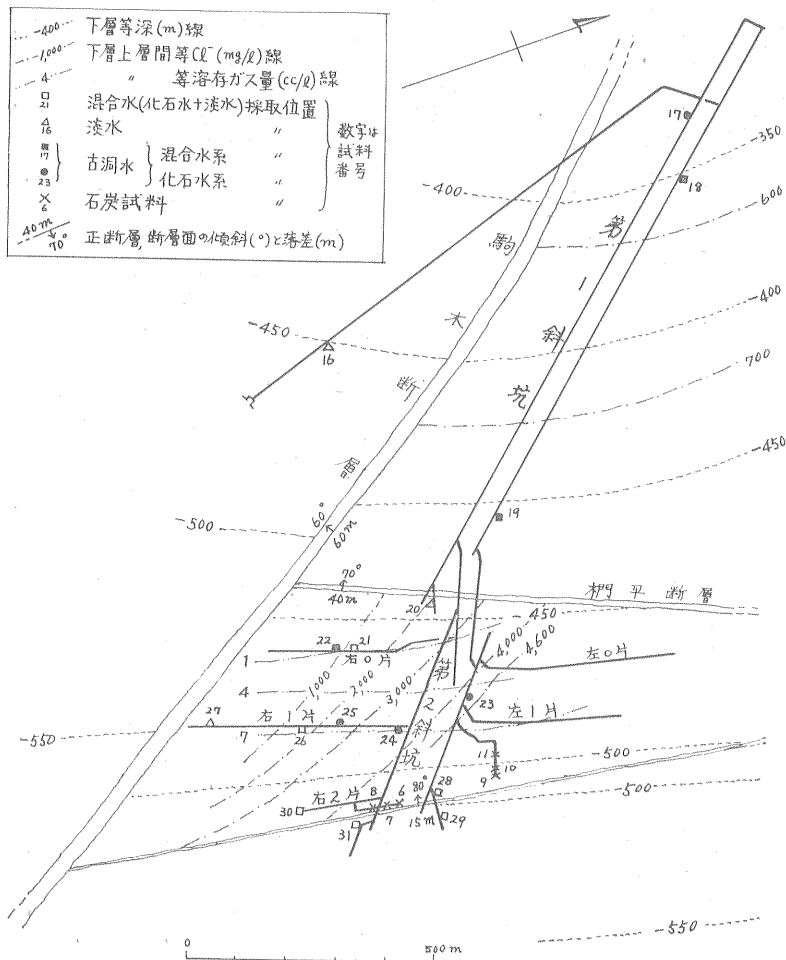 -400 下層等深(m)線
1,000 下層上層間等Cl⁻(mg/l)線
4 〃 等溶存ガス量(cc/l)線
21 混合水(化石水+淡水)採取位置
16 淡水 〃
17 古洞水 混合水系 〃
23 化石水系 〃
6 石炭試料 〃
数字は
試料
番号
40m 70° 正断層,断層面の傾斜(°)と落差(m)
17
350
-400
18
600
駒木断層
第1斜坑
-400
-450
16
700
-450
19
-500
60°
60m
70°
40m
20
-450
22 21
右0片
1
4,000
4,600
左0片
1,000
2,000
3,000
4
第2斜坑
23
27
右1片
25
左1片
7
26
24
-550
11
-500
10
9
右2片
8
6
80°
28
-500
30
7
15m
29
31
-550
0
500m